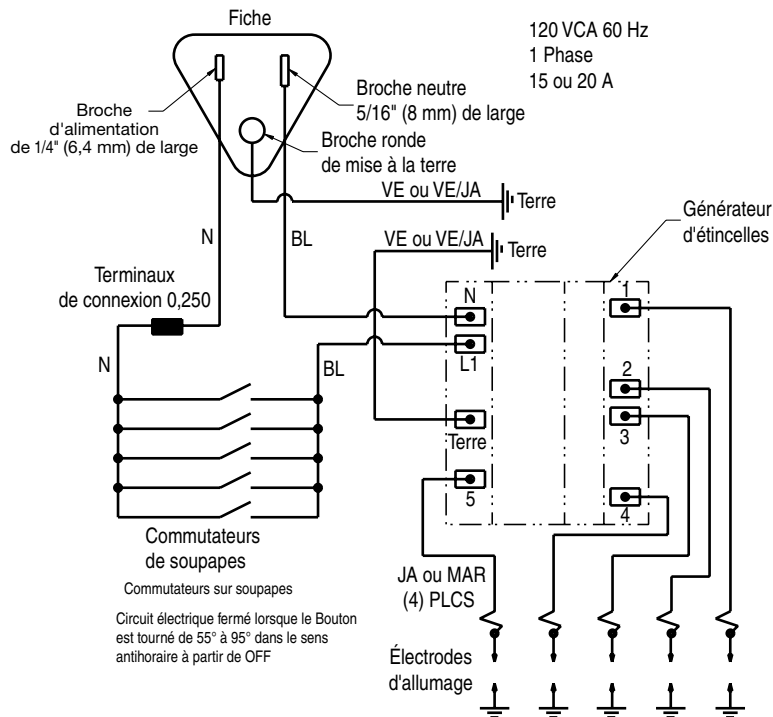 Fiche
120 VCA 60 Hz
1 Phase
15 ou 20 A
Broche
d'alimentation
de 1/4" (6,4 mm) de large
Broche neutre
5/16" (8 mm) de large
Broche ronde
de mise à la terre
VE ou VE/JA
Terre
N
BL
VE ou VE/JA
Terre
Générateur
d'étincelles
Terminaux
de connexion 0,250
N
BL
N
L1
Terre
5
1
2
3
4
Commutateurs
de soupapes
Commutateurs sur soupapes
Circuit électrique fermé lorsque le Bouton
est tourné de 55° à 95° dans le sens
antihoraire à partir de OFF
JA ou MAR
(4) PLCS
Électrodes
d'allumage